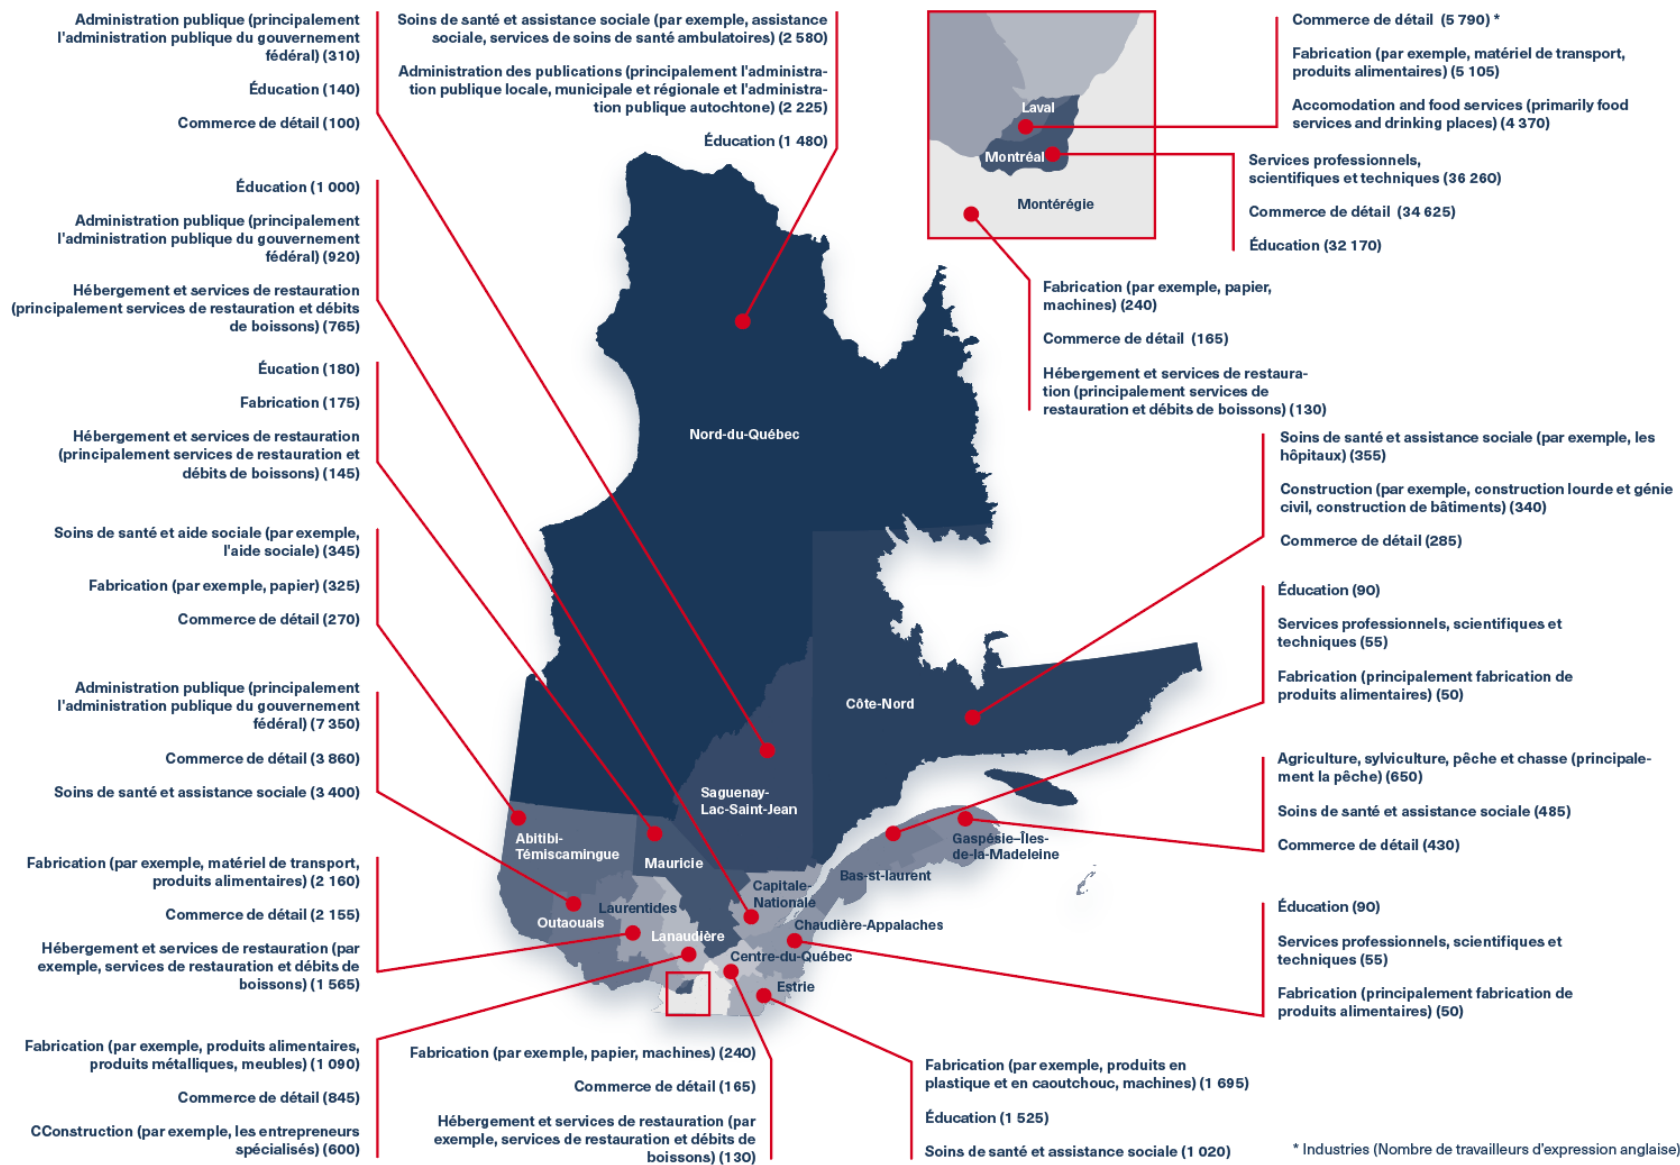 Administration publique (principalement
l'administration publique du gouvernement
fédéral) (310)
Éducation (140)
Commerce de détail (100)
Éducation (1 000)
Administration publique (principalement
l'administration publique du gouvernement
fédéral) (920)
Hébergement et services de restauration
(principalement services de restauration et débits
de boissons) (765)
Éucation (180)
Fabrication (175)
Hébergement et services de restauration
(principalement services de restauration et
débits de boissons) (145)
Soins de santé et aide sociale (par exemple,
l'aide sociale) (345)
Fabrication (par exemple, papier) (325)
Commerce de détail (270)
Administration publique (principalement
l'administration publique du gouvernement
fédéral) (7 350)
Commerce de détail (3 860)
Soins de santé et assistance sociale (3 400)
Fabrication (par exemple, matériel de transport,
produits alimentaires) (2 160)
Commerce de détail (2 155)
Hébergement et services de restauration (par
exemple, services de restauration et débits de
boissons) (1 565)
Fabrication (par exemple, produits alimentaires,
produits métalliques, meubles) (1 090)
Commerce de détail (845)
CConstruction (par exemple, les entrepreneurs
spécialisés) (600)
Soins de santé et assistance sociale (par exemple, assistance
sociale, services de soins de santé ambulatoires) (2 580)
Administration des publications (principalement l'administra-
tion publique locale, municipale et régionale et l'administra-
tion publique autochtone) (2 225)
Éducation (1 480)
Laval
Montréal
Montérégie
Commerce de détail (5 790) *
Fabrication (par exemple, matériel de transport,
produits alimentaires) (5 105)
Accomodation and food services (primarily food
services and drinking places) (4 370)
Services professionnels,
scientifiques et techniques (36 260)
Commerce de détail (34 625)
Éducation (32 170)
Fabrication (par exemple, papier,
machines) (240)
Commerce de détail (165)
Hébergement et services de restaura-
tion (principalement services de
restauration et débits de boissons) (130)
Soins de santé et assistance sociale (par exemple, les
hôpitaux) (355)
Construction (par exemple, construction lourde et génie
civil, construction de bâtiments) (340)
Commerce de détail (285)
Éducation (90)
Services professionnels, scientifiques et
techniques (55)
Fabrication (principalement fabrication de
produits alimentaires) (50)
Agriculture, sylviculture, pêche et chasse (principale-
ment la pêche) (650)
Soins de santé et assistance sociale (485)
Commerce de détail (430)
Éducation (90)
Services professionnels, scientifiques et
techniques (55)
Fabrication (principalement fabrication de
produits alimentaires) (50)
Nord-du-Québec
Côte-Nord
Saguenay-
Lac-Saint-Jean
Abitibi-
Témiscamingue
Mauricie
Gaspésie–Îles-
de-la-Madeleine
Bas-st-laurent
Capitale-
Nationale
Laurentides
Outaouais
Lanaudière
Chaudière-Appalaches
Centre-du-Québec
Estrie
Fabrication (par exemple, papier, machines) (240)
Commerce de détail (165)
Hébergement et services de restauration (par
exemple, services de restauration et débits de
boissons) (130)
Fabrication (par exemple, produits en
plastique et en caoutchouc, machines) (1 695)
Éducation (1 525)
Soins de santé et assistance sociale (1 020)
* Industries (Nombre de travailleurs d'expression anglaise)